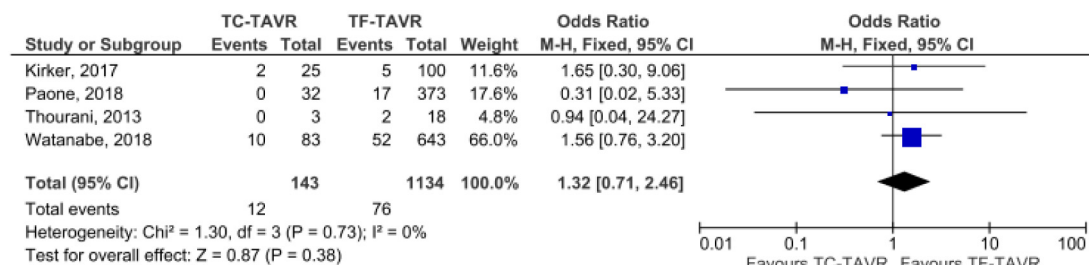 TC-TAVR TF-TAVR Odds Ratio Odds Ratio
Study or Subgroup Events Total Events Total Weight M-H, Fixed, 95% CI M-H, Fixed, 95% CI
Kirker, 2017 2 25 5 100 11.6% 1.65 [0.30, 9.06]
Paone, 2018 0 32 17 373 17.6% 0.31 [0.02, 5.33]
Thourani, 2013 0 3 2 18 4.8% 0.94 [0.04, 24.27]
Watanabe, 2018 10 83 52 643 66.0% 1.56 [0.76, 3.20]
Total (95% CI) 143 1134 100.0% 1.32 [0.71, 2.46]
Total events 12 76
Heterogeneity: Chi² = 1.30, df = 3 (P = 0.73); I² = 0%
Test for overall effect: Z = 0.87 (P = 0.38)
0.01 0.1 1 10 100
Favours TC-TAVR Favours TF-TAVR